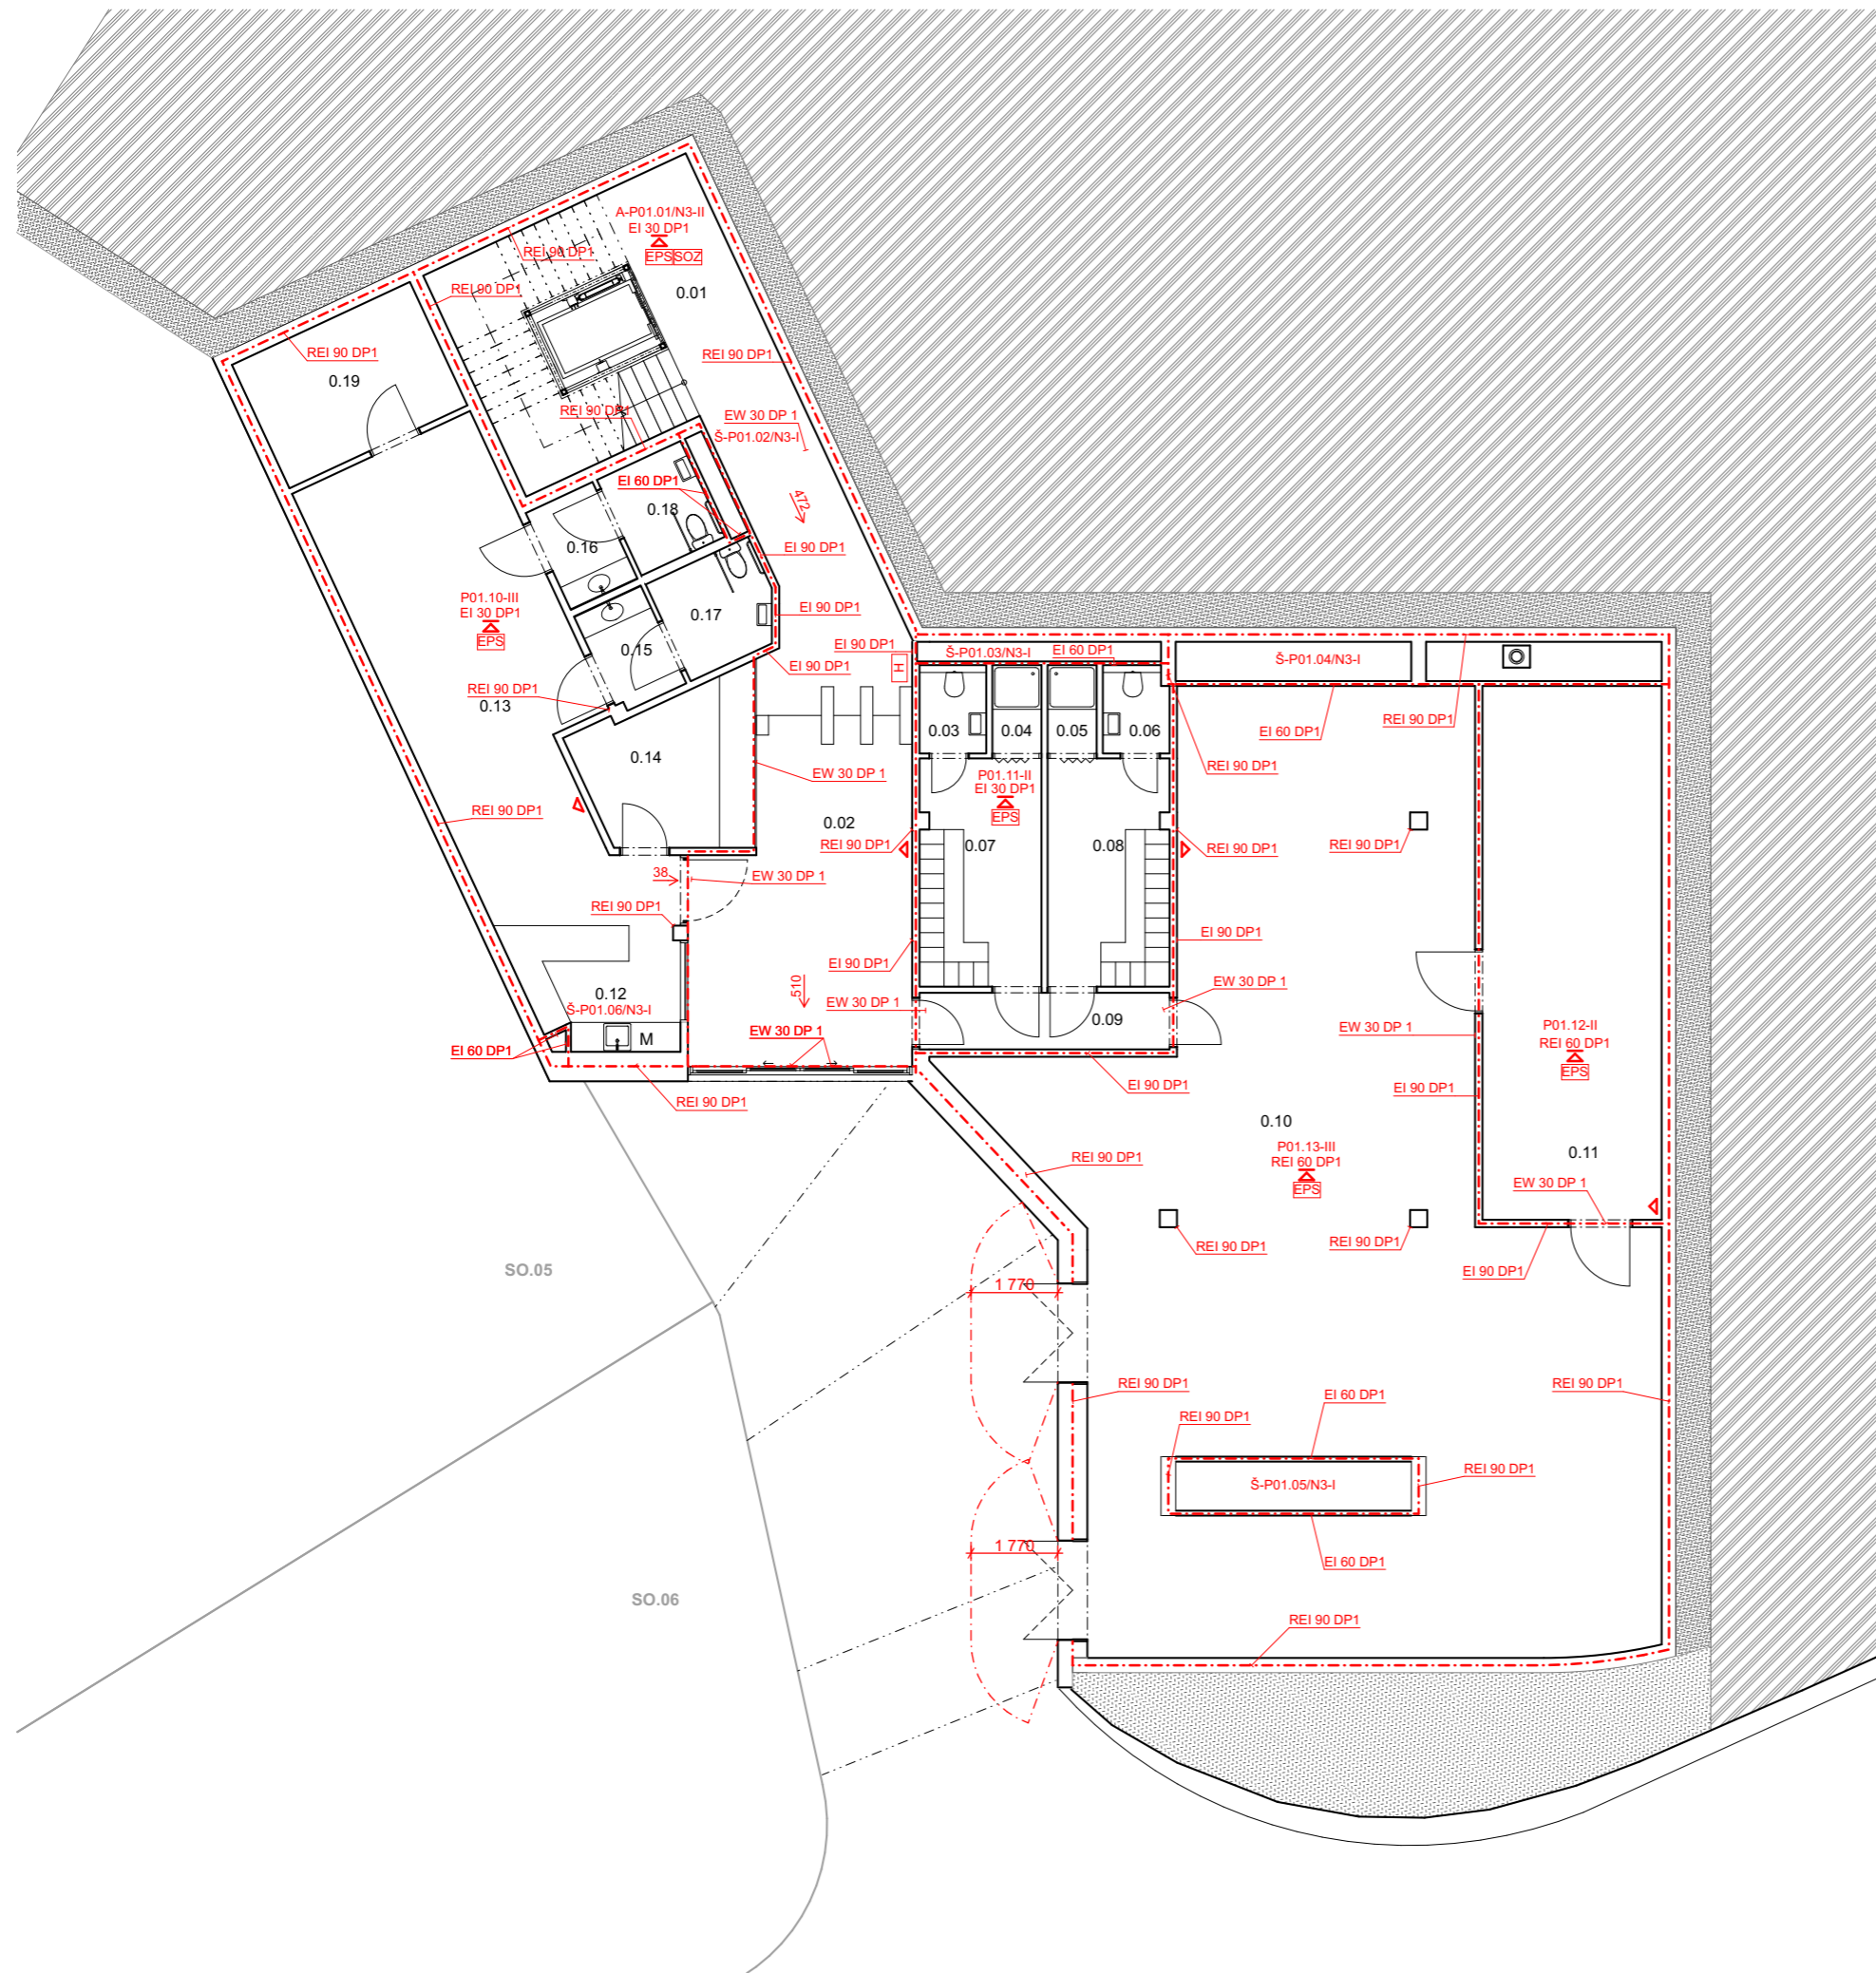 A-P01.01/N3-II
EI 30 DP1
EPS SOZ
REI 90 DP1
REI 90 DP1
0.01
REI 90 DP1
0.19
REI 90 DP1
REI 90 DP1
EW 30 DP 1
Š-P01.02/N3-I
EI 60 DP1
0.18
472
0.16
EI 90 DP1
P01.10-III
EI 30 DP1
EPS
0.17
EI 90 DP1
0.15
EI 90 DP1
EI 90 DP1
H
Š-P01.03/N3-I
EI 60 DP1
Š-P01.04/N3-I
REI 90 DP1
0.13
0.03
0.04
0.05
0.06
EI 60 DP1
REI 90 DP1
0.14
EW 30 DP 1
P01.11-II
EI 30 DP1
EPS
REI 90 DP1
REI 90 DP1
0.02
REI 90 DP1
0.07
0.08
REI 90 DP1
REI 90 DP1
38
EW 30 DP 1
REI 90 DP1
EI 90 DP1
EI 90 DP1
510
0.12
Š-P01.06/N3-I
EW 30 DP 1
EW 30 DP 1
0.09
M
EW 30 DP 1
EI 60 DP1
EW 30 DP 1
P01.12-II
REI 60 DP1
EPS
REI 90 DP1
EI 90 DP1
EI 90 DP1
0.10
P01.13-III
REI 60 DP1
EPS
REI 90 DP1
0.11
EW 30 DP 1
REI 90 DP1
REI 90 DP1
EI 90 DP1
SO.05
1 770
REI 90 DP1
EI 60 DP1
REI 90 DP1
REI 90 DP1
REI 90 DP1
Š-P01.05/N3-I
1 770
EI 60 DP1
SO.06
REI 90 DP1